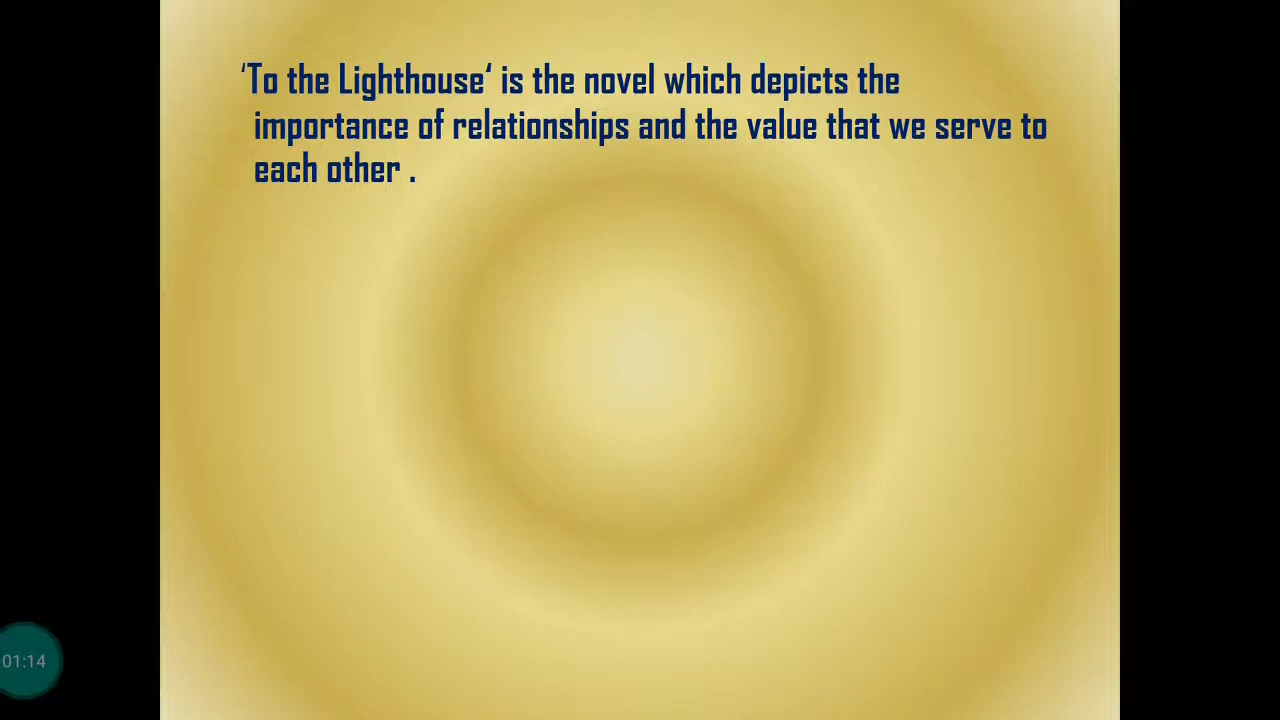 ‘To the Lighthouse‘ is the novel which depicts the
importance of relationships and the value that we serve to
each other .
01:14